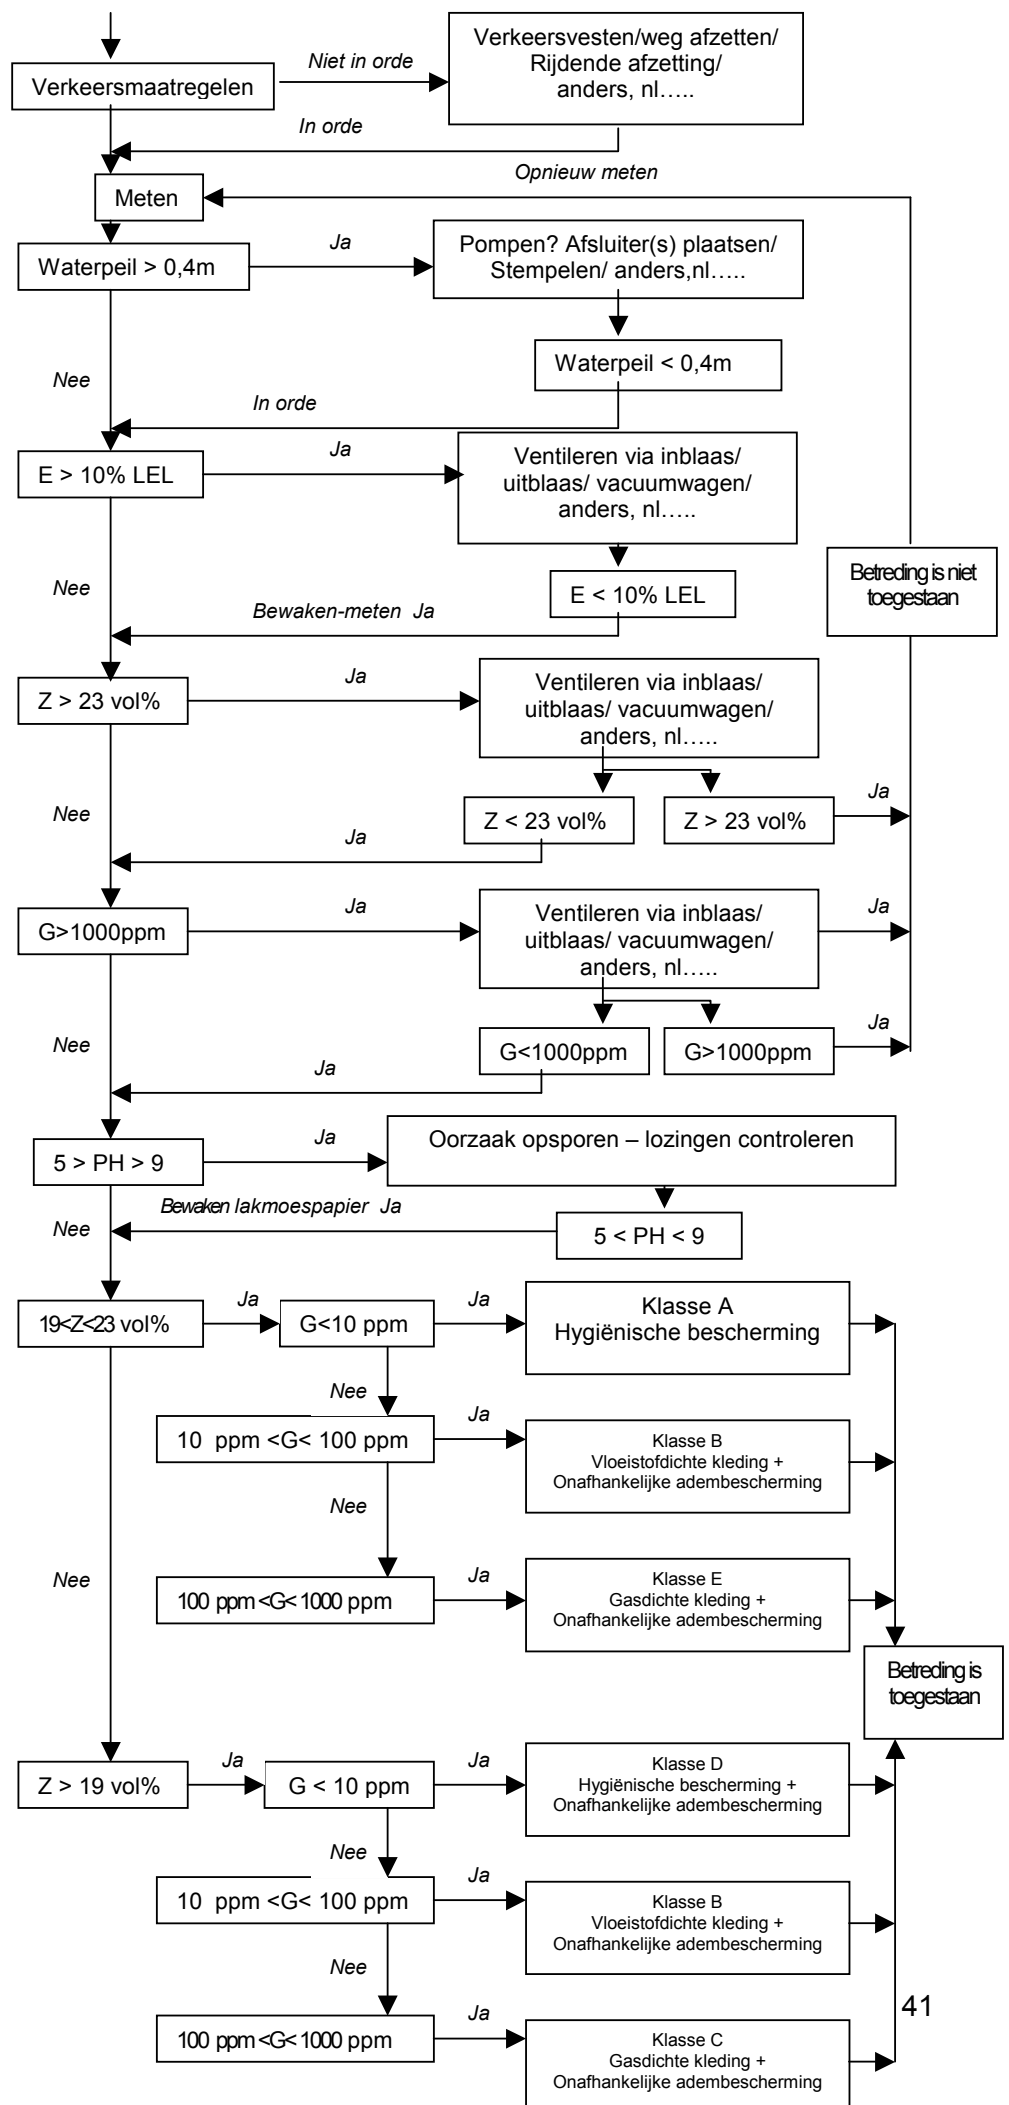 Verkeersvesten/weg afzetten/
Rijdende afzetting/
anders, nl…..
Niet in orde
Verkeersmaatregelen
In orde
Opnieuw meten
Meten
Ja
Pompen? Afsluiter(s) plaatsen/
Stempelen/ anders,nl…..
Waterpeil > 0,4m
Waterpeil < 0,4m
Nee
In orde
Ja
Ventileren via inblaas/
uitblaas/ vacuumwagen/
anders, nl…..
E > 10% LEL
Betreding is niet
toegestaan
Nee
E < 10% LEL
Bewaken-meten Ja
Ja
Ventileren via inblaas/
uitblaas/ vacuumwagen/
anders, nl…..
Z > 23 vol%
Nee
Z < 23 vol%
Z > 23 vol%
Ja
Ja
Ja
Ventileren via inblaas/
uitblaas/ vacuumwagen/
anders, nl…..
Ja
G>1000ppm
Nee
G<1000ppm
G>1000ppm
Ja
Ja
Ja
Oorzaak opsporen – lozingen controleren
5 > PH > 9
Bewaken lakmoespapier Ja
Nee
5 < PH < 9
19<Z<23 vol%
Ja
G<10 ppm
Ja
Klasse A
Hygiënische bescherming
Nee
10 ppm <G< 100 ppm
Ja
Klasse B
Vloeistofdichte kleding +
Onafhankelijke adembescherming
Nee
Nee
100 ppm <G< 1000 ppm
Ja
Klasse E
Gasdichte kleding +
Onafhankelijke adembescherming
Betreding is
toegestaan
Z > 19 vol%
Ja
G < 10 ppm
Ja
Klasse D
Hygiënische bescherming +
Onafhankelijke adembescherming
Nee
10 ppm <G< 100 ppm
Ja
Klasse B
Vloeistofdichte kleding +
Onafhankelijke adembescherming
Nee
100 ppm <G< 1000 ppm
Ja
Klasse C
Gasdichte kleding +
Onafhankelijke adembescherming
41